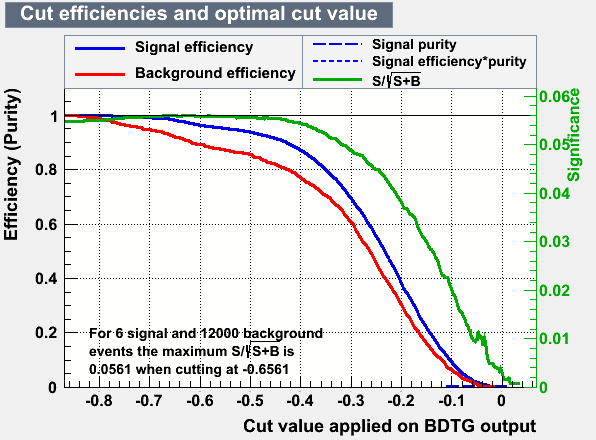 Cut efficiencies and optimal cut value
Signal efficiency
Background efficiency
Signal purity
Signal efficiency*purity
S/√S+B
Efficiency (Purity)
1
0.8
0.6
0.4
0.2
0
0.06
0.05
0.04
0.03
0.02
0.01
0
Significance
For 6 signal and 12000 background
events the maximum S/√S+B is
0.0561 when cutting at -0.6561
-0.8 -0.7 -0.6 -0.5 -0.4 -0.3 -0.2 -0.1 0
Cut value applied on BDTG output